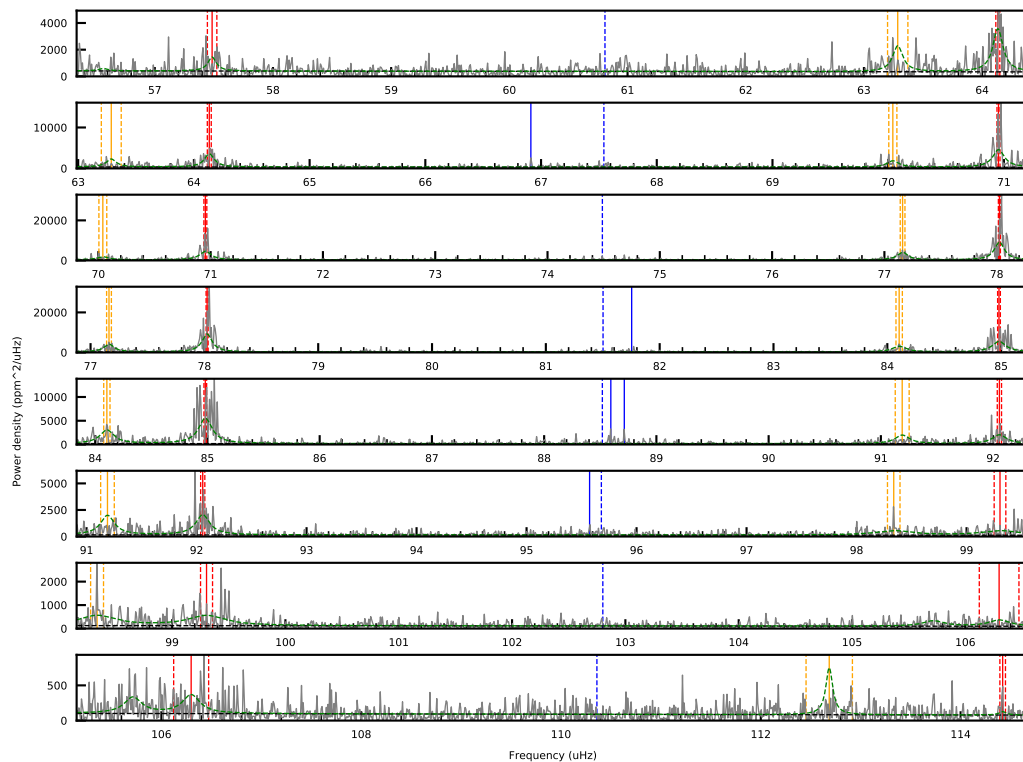 4000
2000
0
57 58 59 60 61 62 63 64
10000
0
63 64 65 66 67 68 69 70 71
20000
0
70 71 72 73 74 75 76 77 78
20000
0
77 78 79 80 81 82 83 84 85
10000
5000
0
84 85 86 87 88 89 90 91 92
5000
2500
0
91 92 93 94 95 96 97 98 99
2000
1000
0
99 100 101 102 103 104 105 106
500
0
106 108 110 112 114
Power density (ppm^2/uHz)
Frequency (uHz)